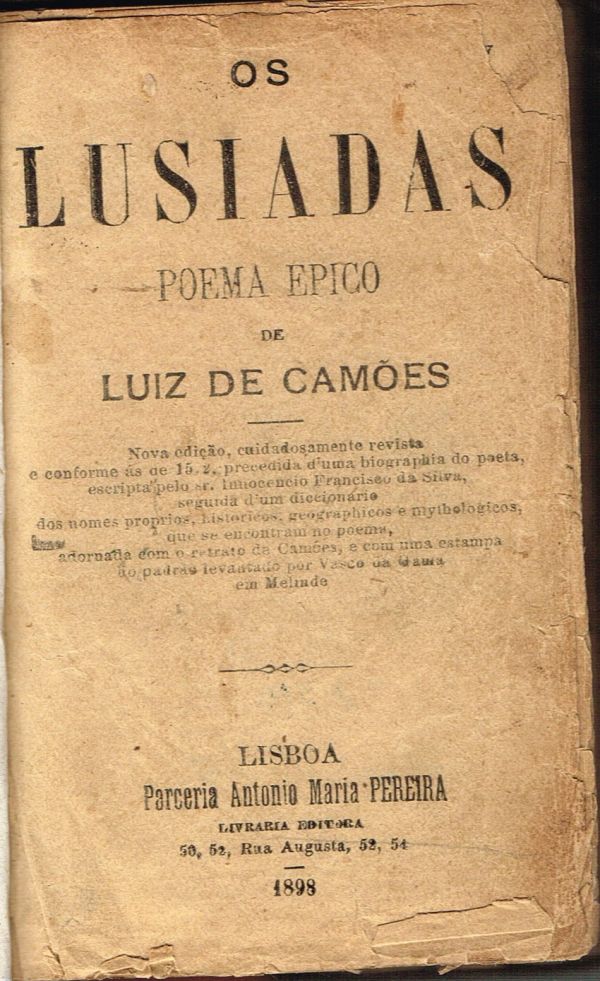 OS
LUSIADAS
POEMA EPICO
DE
LUIZ DE CAMÕES
Nova edição, cuidadosamente revista
e conforme ás de 15 2, precedida d'uma biographia do poeta,
escripta pelo sr. Innocencio Francisco da Silva,
seguida d'um diccionario
dos nomes proprios, historicos, geographicos e mythologicos,
que se encontram no poema,
adornada com o retrato de Camões, e com uma estampa
do padrão levantado por Vasco da Gama
em Melinde
LISBOA
Parceria Antonio Maria PEREIRA
LIVRARIA EDITORA
50, 52, Rua Augusta, 52, 54
1898